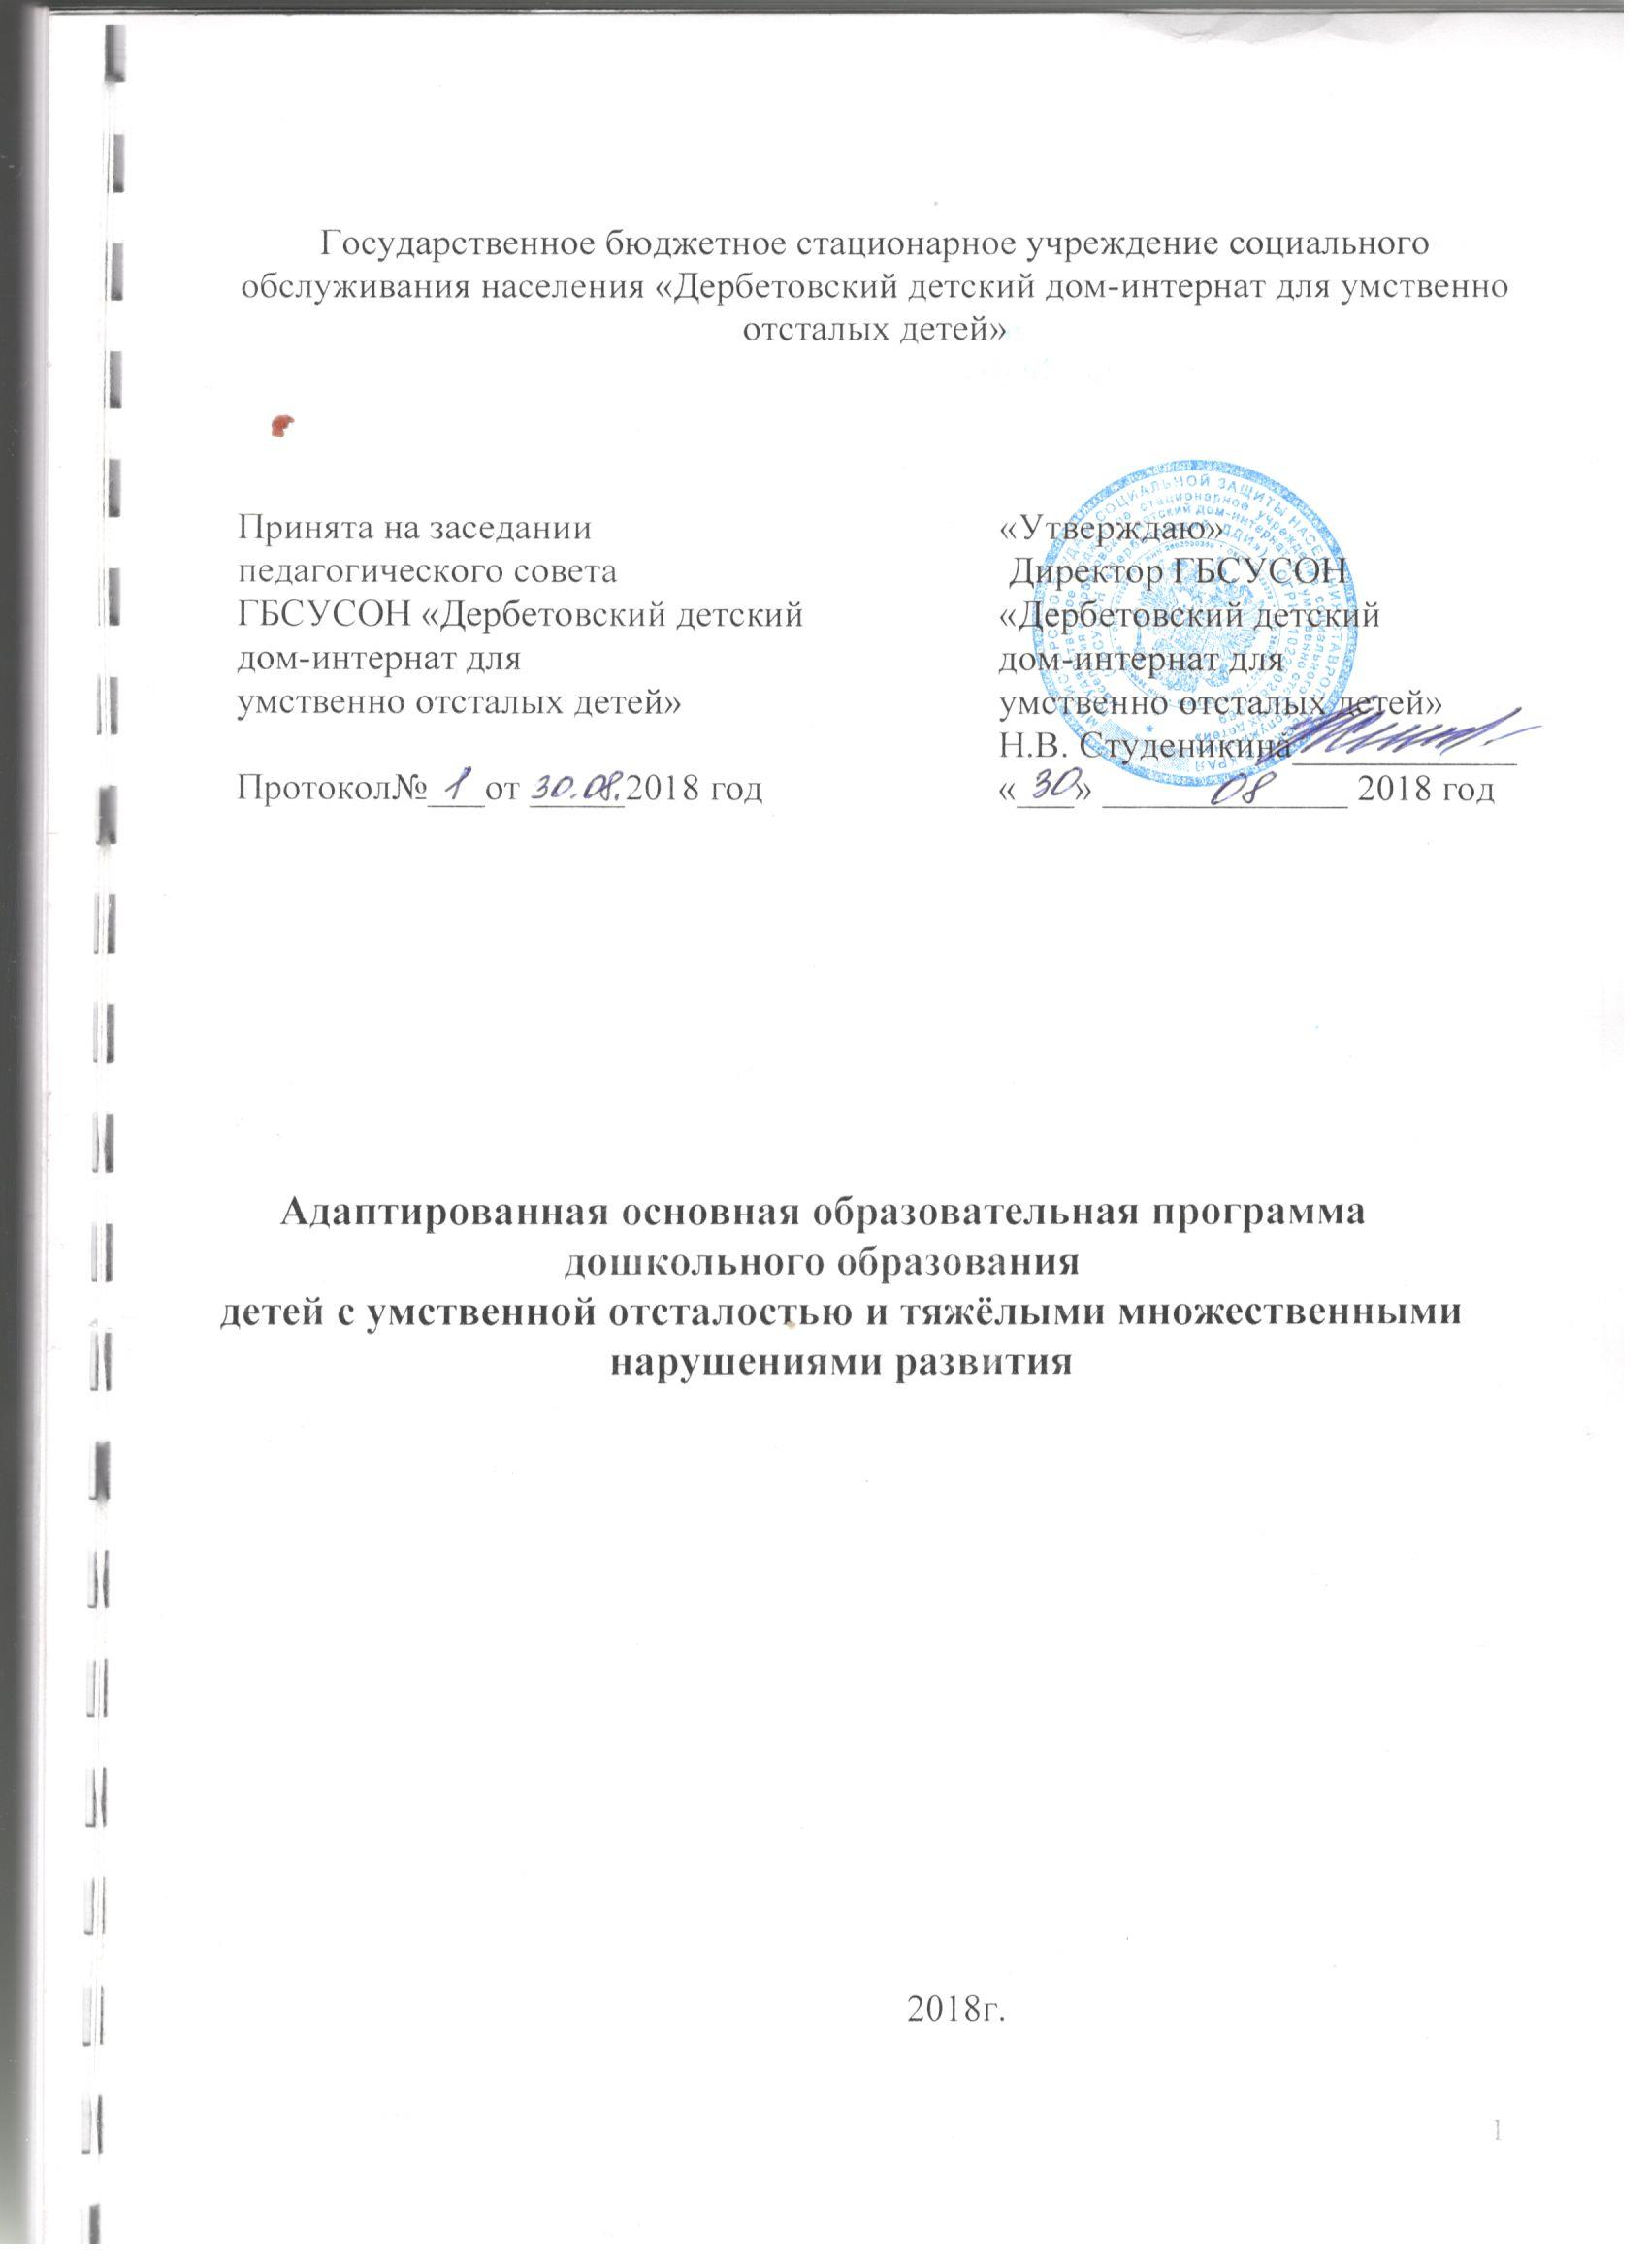 Государственное бюджетное стационарное учреждение социального
обслуживания населения «Дербетовский детский дом-интернат для умственно
отсталых детей»
Принята на заседании
педагогического совета
ГБСУСОН «Дербетовский детский
дом-интернат для
умственно отсталых детей»
Протокол№ 1 от 30.08.2018 год
«Утверждаю»
Директор ГБСУСОН
«Дербетовский детский
дом-интернат для
умственно отсталых детей»
Н.В. Студеникина
«30» 08 2018 год
Адаптированная основная образовательная программа
дошкольного образования
детей с умственной отсталостью и тяжёлыми множественными
нарушениями развития
2018г.
1